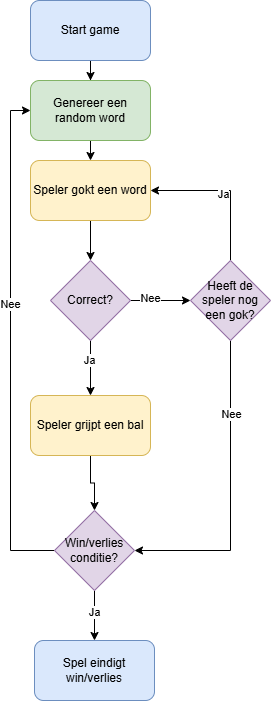 Start game
Genereer een
random word
Speler gokt een word
Ja
Correct?
Nee
Heeft de
speler nog
een gok?
Nee
Ja
Nee
Speler grijpt een bal
Win/verlies
conditie?
Ja
Spel eindigt
win/verlies